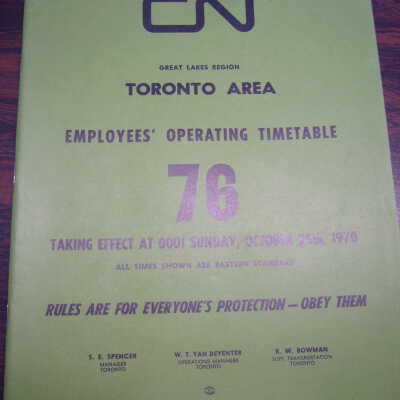 CN
GREAT LAKES REGION
TORONTO AREA
EMPLOYEES' OPERATING TIMETABLE
76
TAKING EFFECT AT 0001 SUNDAY, OCTOBER 25th, 1970
ALL TIMES SHOWN ARE EASTERN STANDARD
RULES ARE FOR EVERYONE'S PROTECTION — OBEY THEM
S. E. SPENCER
MANAGER
TORONTO
W. T. VAN DEVENTER
OPERATIONS MANAGER
TORONTO
R. W. BOWMAN
SUPT. TRANSPORTATION
TORONTO